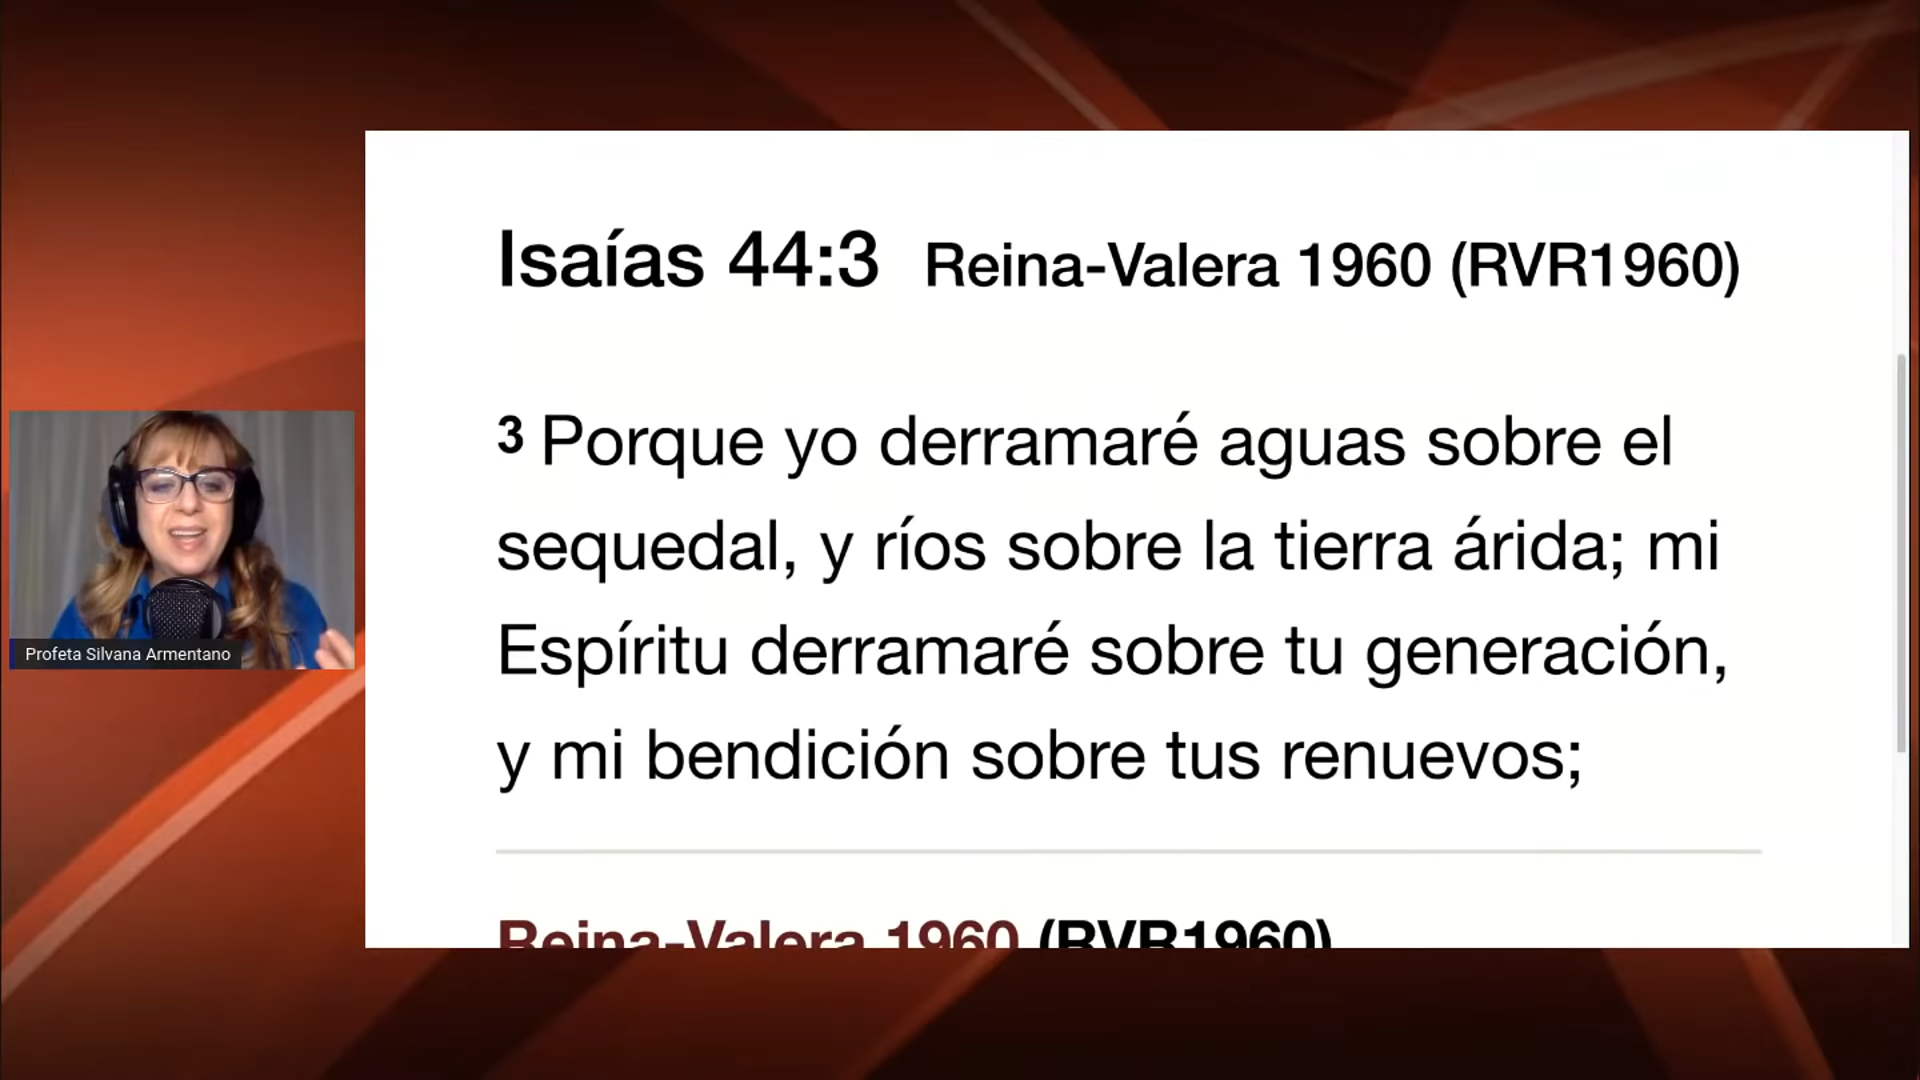 Isaías 44:3 Reina-Valera 1960 (RVR1960)
3 Porque yo derramaré aguas sobre el
sequedal, y ríos sobre la tierra árida; mi
Espíritu derramaré sobre tu generación,
y mi bendición sobre tus renuevos;
Reina-Valera 1960 (RVR1960)
Profeta Silvana Armentano